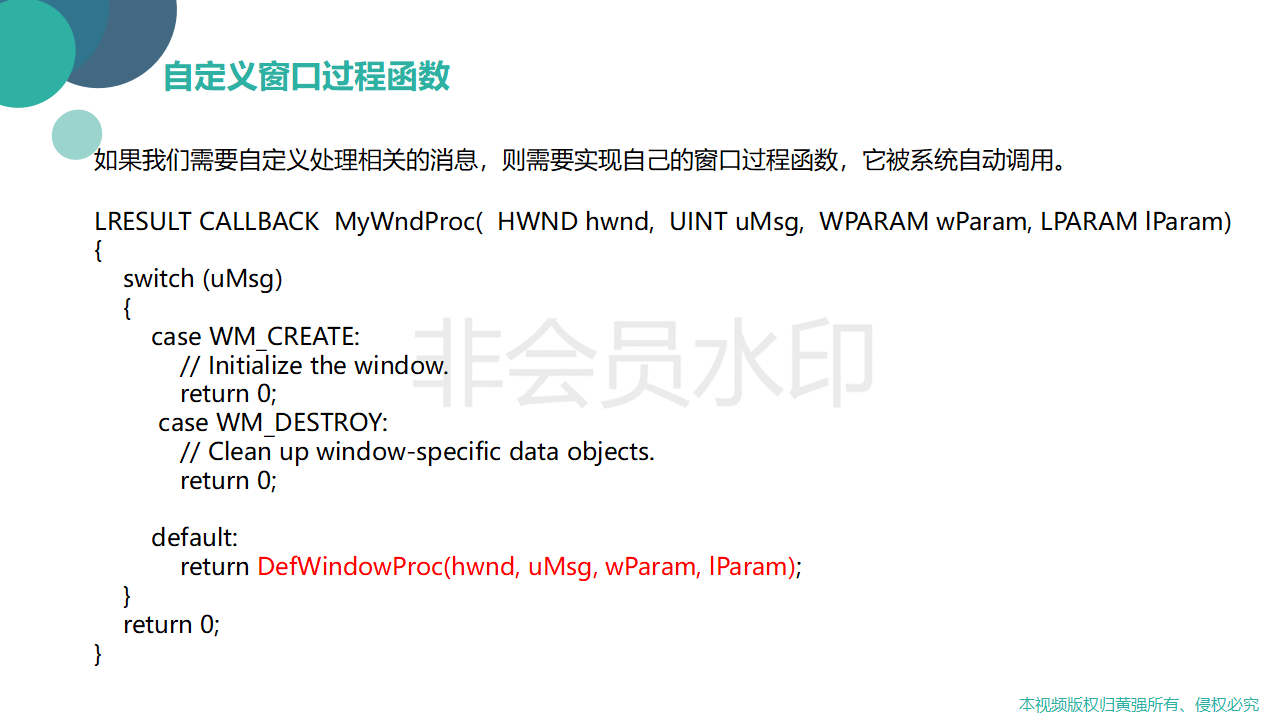 自定义窗口过程函数
如果我们需要自定义处理相关的消息，则需要实现自己的窗口过程函数，它被系统自动调用。
LRESULT CALLBACK  MyWndProc(  HWND hwnd,  UINT uMsg,  WPARAM wParam, LPARAM lParam)
{
switch (uMsg)
{
case WM_CREATE:
// Initialize the window.
return 0;
case WM_DESTROY:
// Clean up window-specific data objects.
return 0;
default:
return DefWindowProc(hwnd, uMsg, wParam, lParam);
}
return 0;
}
非会员水印
本视频版权归黄强所有、侵权必究